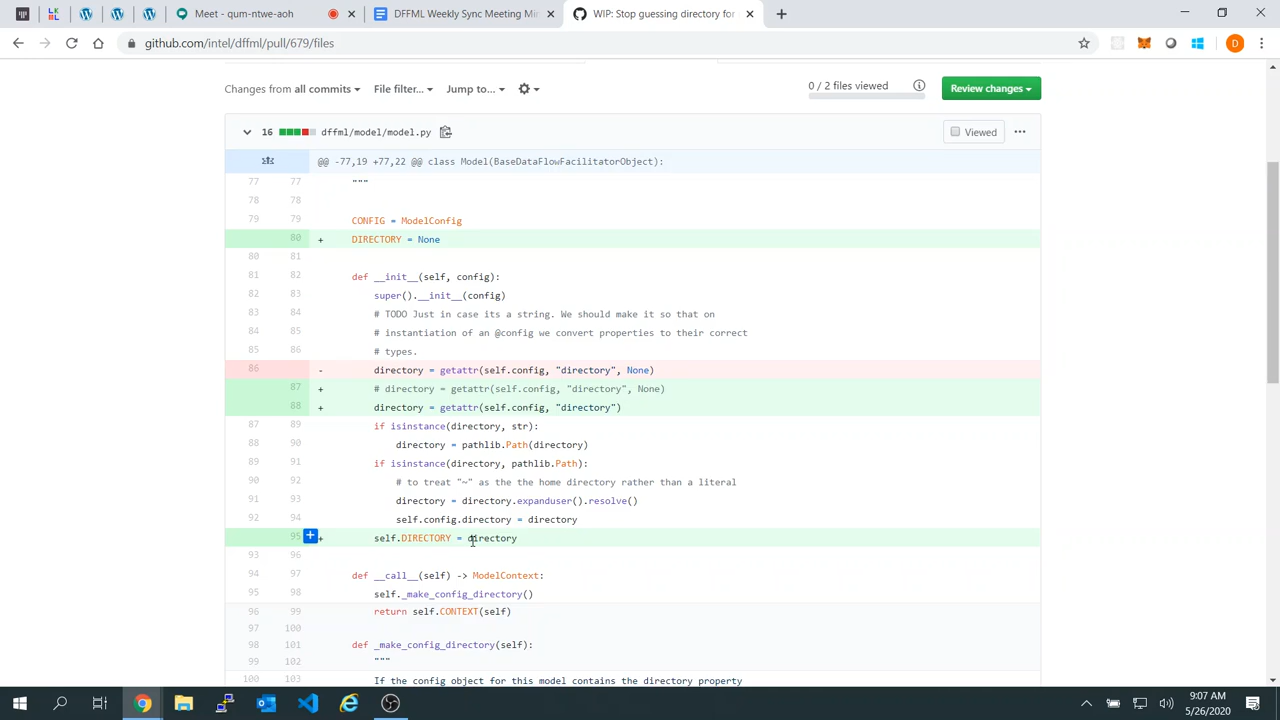 Meet - qum-ntwe-aoh
DFFML Weekly Sync Meeting Mi
WIP: Stop guessing directory for
github.com/intel/dffml/pull/679/files
D
Changes from all commits
File filter...
Jump to...
0 / 2 files viewed
Review changes
16 dffml/model/model.py
Viewed
@@ -77,19 +77,22 @@ class Model(BaseDataFlowFacilitatorObject):
77 77 """
78 78
79 79 CONFIG = ModelConfig
80 + DIRECTORY = None
80 81
81 82 def __init__(self, config):
82 83 super().__init__(config)
83 84 # TODO Just in case its a string. We should make it so that on
84 85 # instantiation of an @config we convert properties to their correct
85 86 # types.
86 - directory = getattr(self.config, "directory", None)
87 + # directory = getattr(self.config, "directory", None)
88 + directory = getattr(self.config, "directory")
87 89 if isinstance(directory, str):
88 90 directory = pathlib.Path(directory)
89 91 if isinstance(directory, pathlib.Path):
90 92 # to treat "~" as the the home directory rather than a literal
91 93 directory = directory.expanduser().resolve()
92 94 self.config.directory = directory
95 + self.DIRECTORY = directory
93 96
94 97 def __call__(self) -> ModelContext:
95 98 self._make_config_directory()
96 99 return self.CONTEXT(self)
97 100
98 101 def _make_config_directory(self):
99 102 """
100 103 If the config object for this model contains the directory property
9:07 AM
5/26/2020